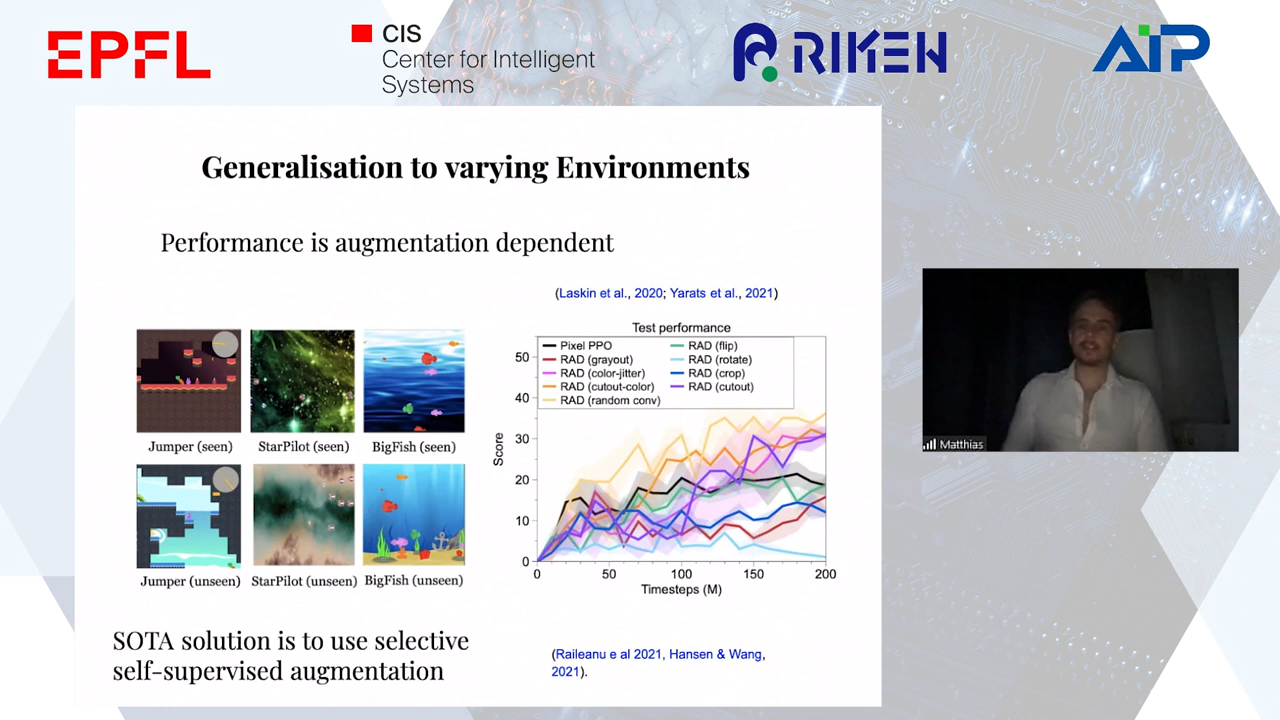 EPFL
CIS
Center for Intelligent
Systems
RIKEN
AIP
Generalisation to varying Environments
Performance is augmentation dependent
(Laskin et al., 2020; Yarats et al., 2021)
Jumper (seen) StarPilot (seen) BigFish (seen)
Jumper (unseen) StarPilot (unseen) BigFish (unseen)
Test performance
Pixel PPO
RAD (grayout)
RAD (color-jitter)
RAD (cutout-color)
RAD (random conv)
RAD (flip)
RAD (rotate)
RAD (crop)
RAD (cutout)
Score
50
40
30
20
10
0
0 50 100 150 200
Timesteps (M)
SOTA solution is to use selective
self-supervised augmentation
(Raileanu e al 2021, Hansen & Wang,
2021).
Matthias